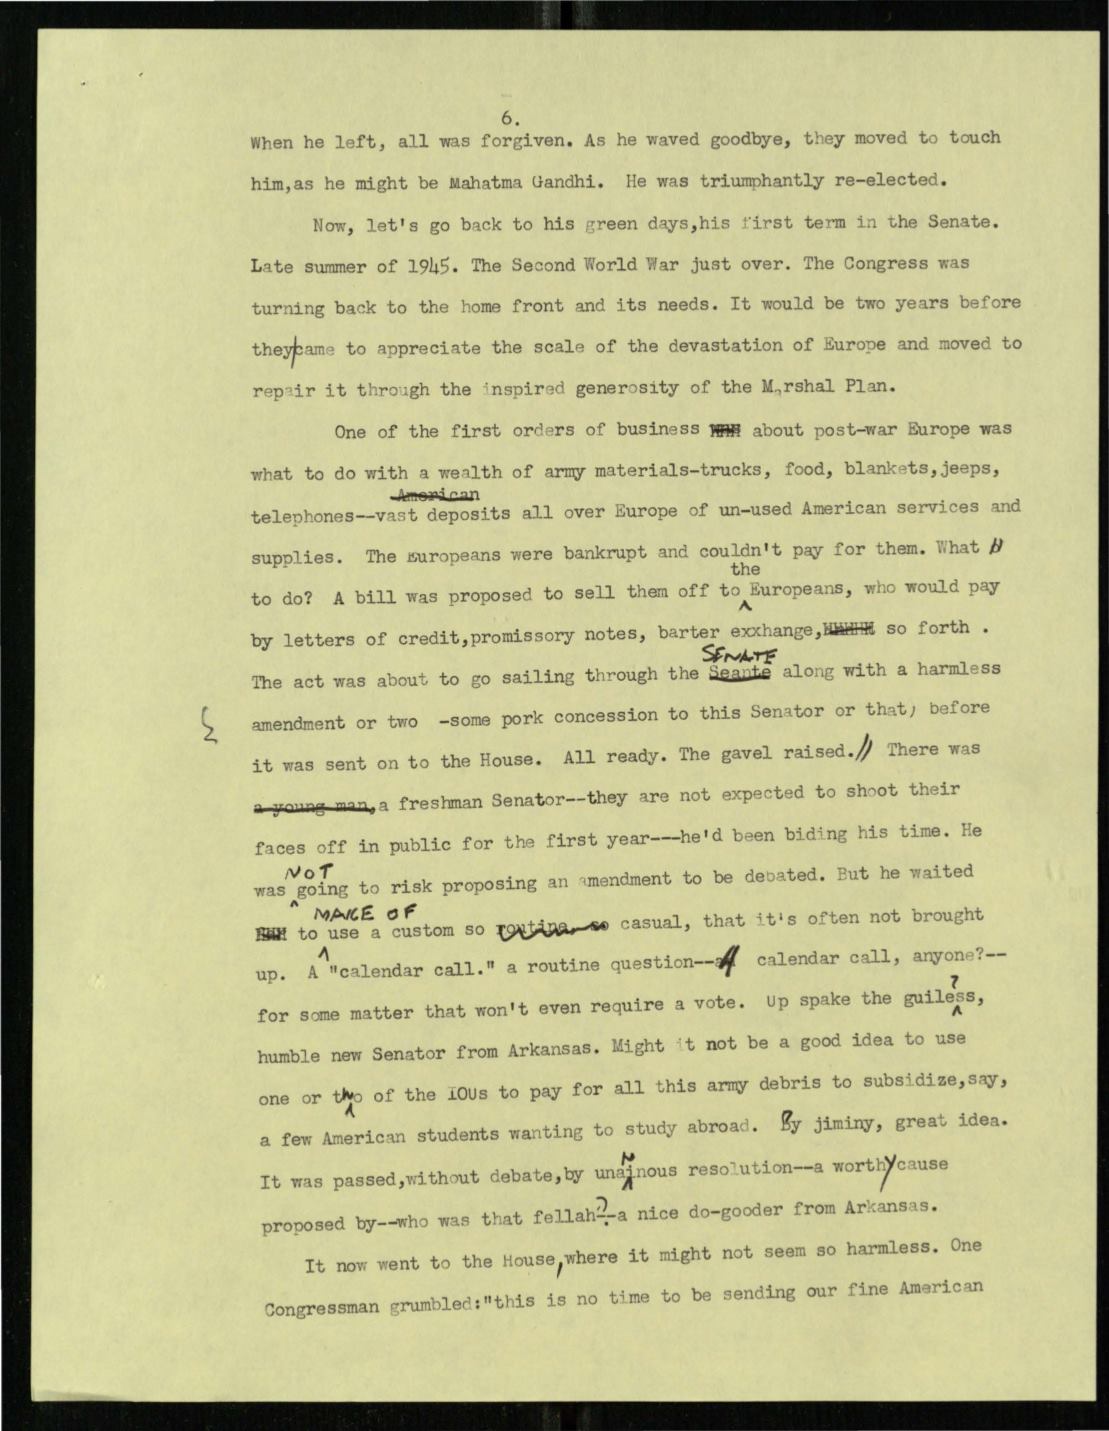 6.
When he left, all was forgiven. As he waved goodbye, they moved to touch
him,as he might be Mahatma Gandhi. He was triumphantly re-elected.
Now, let's go back to his green days,his first term in the Senate.
Late summer of 1945. The Second World War just over. The Congress was
turning back to the home front and its needs. It would be two years before
they came to appreciate the scale of the devastation of Europe and moved to
repair it through the inspired generosity of the Marshal Plan.
One of the first orders of business about post-war Europe was
what to do with a wealth of army materials-trucks, food, blankets,jeeps,
American
telephones--vast deposits all over Europe of un-used American services and
supplies. The Europeans were bankrupt and couldn't pay for them. What
the
to do? A bill was proposed to sell them off to Europeans, who would pay
by letters of credit,promissory notes, barter exxhange, so forth .
SENATE
The act was about to go sailing through the Seante along with a harmless
amendment or two -some pork concession to this Senator or that, before
it was sent on to the House. All ready. The gavel raised.// There was
a young man,a freshman Senator--they are not expected to shoot their
faces off in public for the first year---he'd been biding his time. He
NOT
was going to risk proposing an amendment to be debated. But he waited
MAKE OF
to use a custom so routine so casual, that it's often not brought
up. A "calendar call." a routine question-- calendar call, anyone?--
?
for some matter that won't even require a vote. Up spake the guiless,
humble new Senator from Arkansas. Might it not be a good idea to use
one or two of the IOUs to pay for all this army debris to subsidize,say,
a few American students wanting to study abroad. By jiminy, great idea.
N
It was passed,without debate,by unainous resolution--a worthy cause
proposed by--who was that fellah?-a nice do-gooder from Arkansas.
It now went to the House,where it might not seem so harmless. One
Congressman grumbled:"this is no time to be sending our fine American